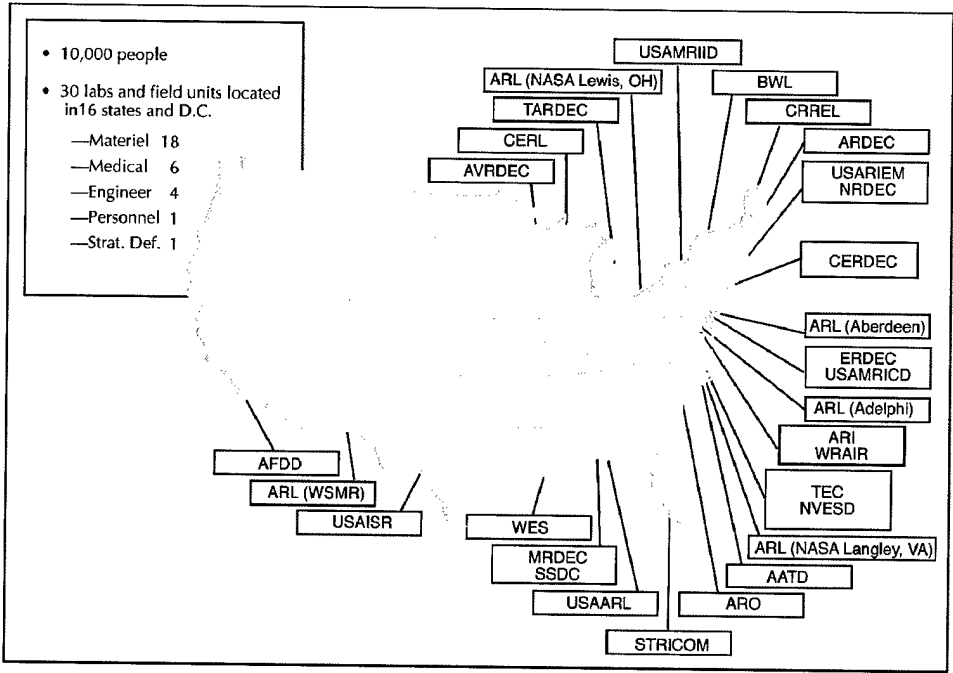 • 10,000 people
• 30 labs and field units located
in16 states and D.C.
—Materiel 18
—Medical 6
—Engineer 4
—Personnel 1
—Strat. Def. 1
USAMRIID
ARL (NASA Lewis, OH)
BWL
TARDEC
CRREL
CERL
ARDEC
AVRDEC
USARIEM
NRDEC
CERDEC
ARL (Aberdeen)
ERDEC
USAMRICD
ARL (Adelphi)
ARI
WRAIR
AFDD
ARL (WSMR)
USAISR
TEC
NVESD
WES
ARL (NASA Langley, VA)
MRDEC
SSDC
AATD
USAARL
ARO
STRICOM